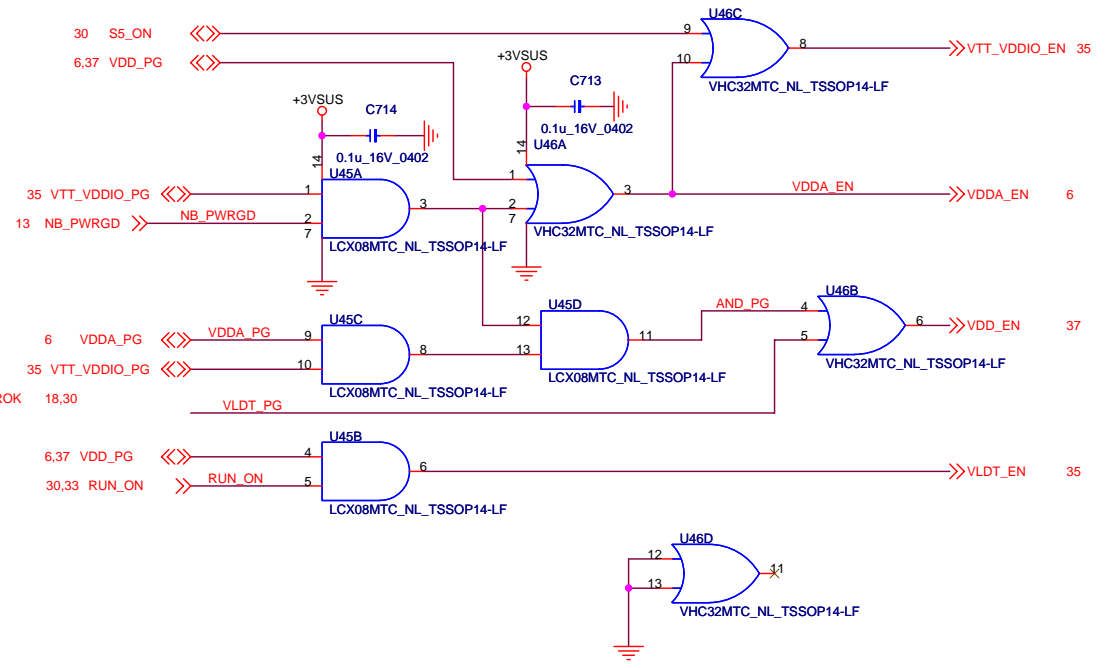 U46C
30 S5_ON
9
8
VTT_VDDIO_EN 35
6,37 VDD_PG
10
+3VSUS
C713
VHC32MTC_NL_TSSOP14-LF
+3VSUS
C714
0.1u_16V_0402
14
U46A
0.1u_16V_0402
14
U45A
1
35 VTT_VDDIO_PG
1
3
VDDA_EN
VDDA_EN 6
3
2
13 NB_PWRGD
NB_PWRGD
2
7
7
VHC32MTC_NL_TSSOP14-LF
LCX08MTC_NL_TSSOP14-LF
U46B
U45D
AND_PG
4
U45C
12
6
VDD_EN 37
6 VDDA_PG
VDDA_PG
9
11
5
8
13
35 VTT_VDDIO_PG
10
VHC32MTC_NL_TSSOP14-LF
LCX08MTC_NL_TSSOP14-LF
LCX08MTC_NL_TSSOP14-LF
ROK 18,30
VLDT_PG
U45B
6,37 VDD_PG
4
6
VLDT_EN 35
30,33 RUN_ON
RUN_ON
5
LCX08MTC_NL_TSSOP14-LF
U46D
12
11
13
VHC32MTC_NL_TSSOP14-LF